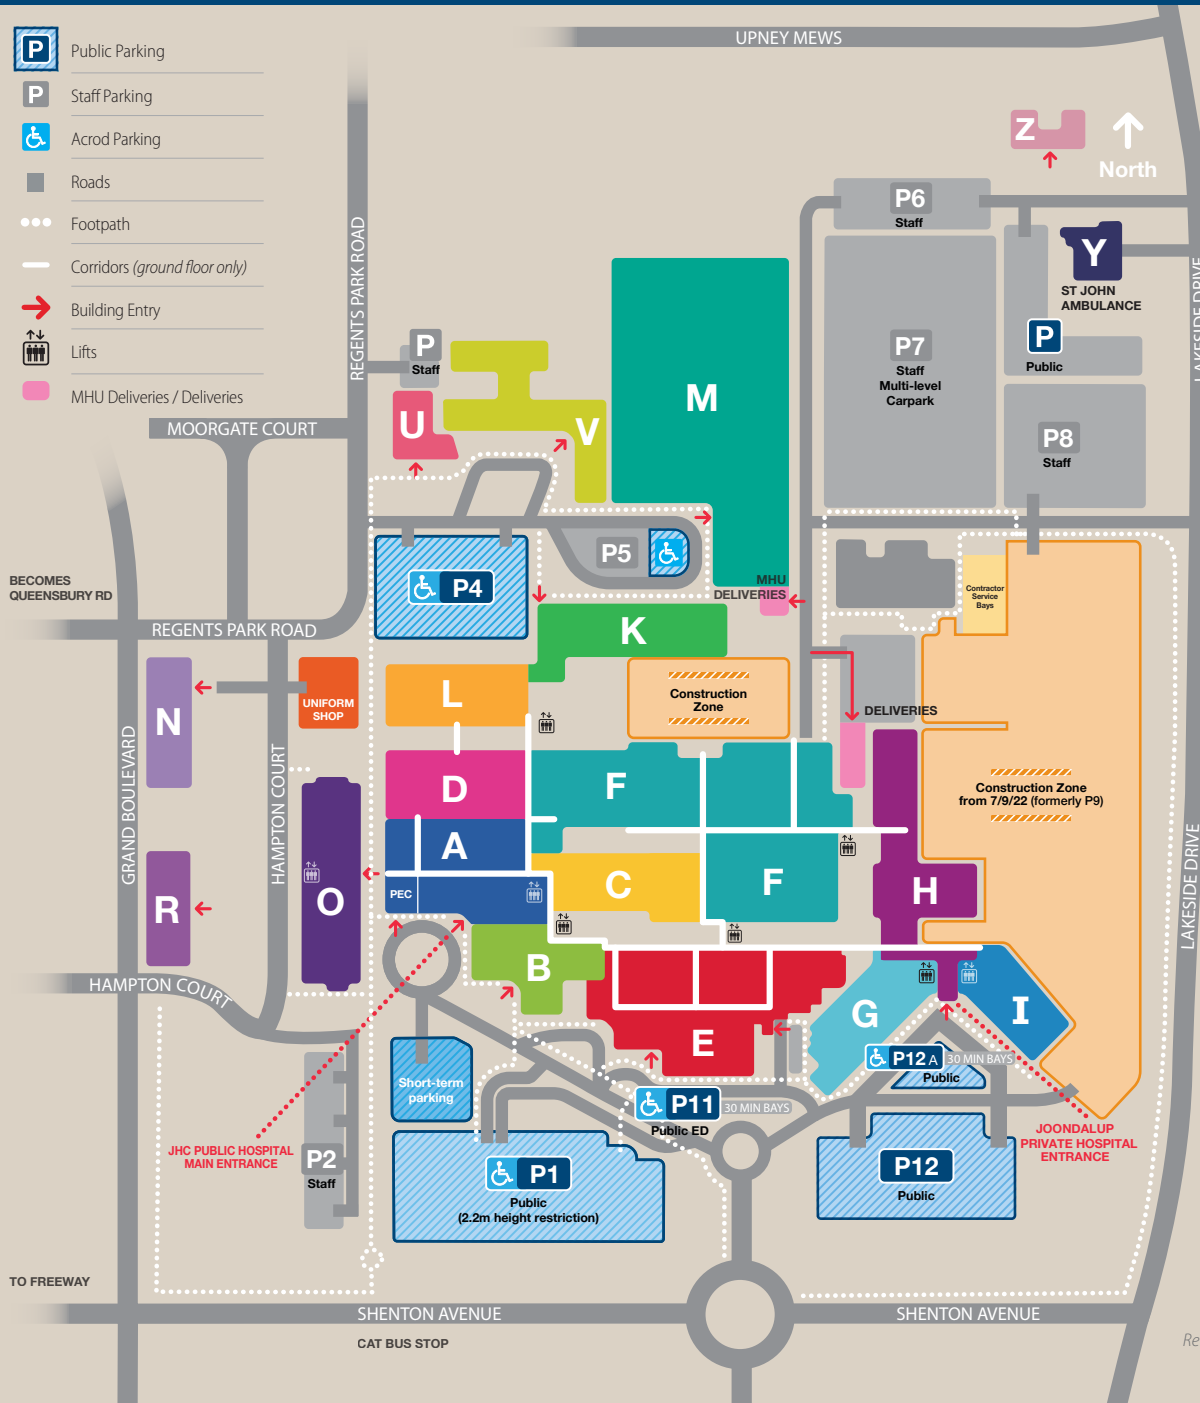 P Public Parking
P Staff Parking
Acrod Parking
Roads
Footpath
Corridors (ground floor only)
Building Entry
Lifts
MHU Deliveries / Deliveries
UPNEY MEWS
Z
North
P6
Staff
Y
ST JOHN
AMBULANCE
LAKESIDE DRIVE
REGENTS PARK ROAD
P
Staff
P7
Staff
Multi-level
Carpark
P
Public
M
U
V
P8
Staff
MOORGATE COURT
P5
P4
BECOMES
QUEENSBURY RD
MHU
DELIVERIES
Contractor
Service
Bays
REGENTS PARK ROAD
K
L
Construction
Zone
UNIFORM
SHOP
N
DELIVERIES
GRAND BOULEVARD
HAMPTON COURT
D
F
Construction Zone
from 7/9/22 (formerly P9)
A
PEC
C
F
H
O
R
LAKESIDE DRIVE
HAMPTON COURT
B
G
I
E
P12 A
30 MIN BAYS
Public
Short-term
parking
P11
30 MIN BAYS
Public ED
JHC PUBLIC HOSPITAL
MAIN ENTRANCE
P2
Staff
P1
Public
(2.2m height restriction)
P12
Public
JOONDALUP
PRIVATE HOSPITAL
ENTRANCE
TO FREEWAY
SHENTON AVENUE
SHENTON AVENUE
CAT BUS STOP
Re